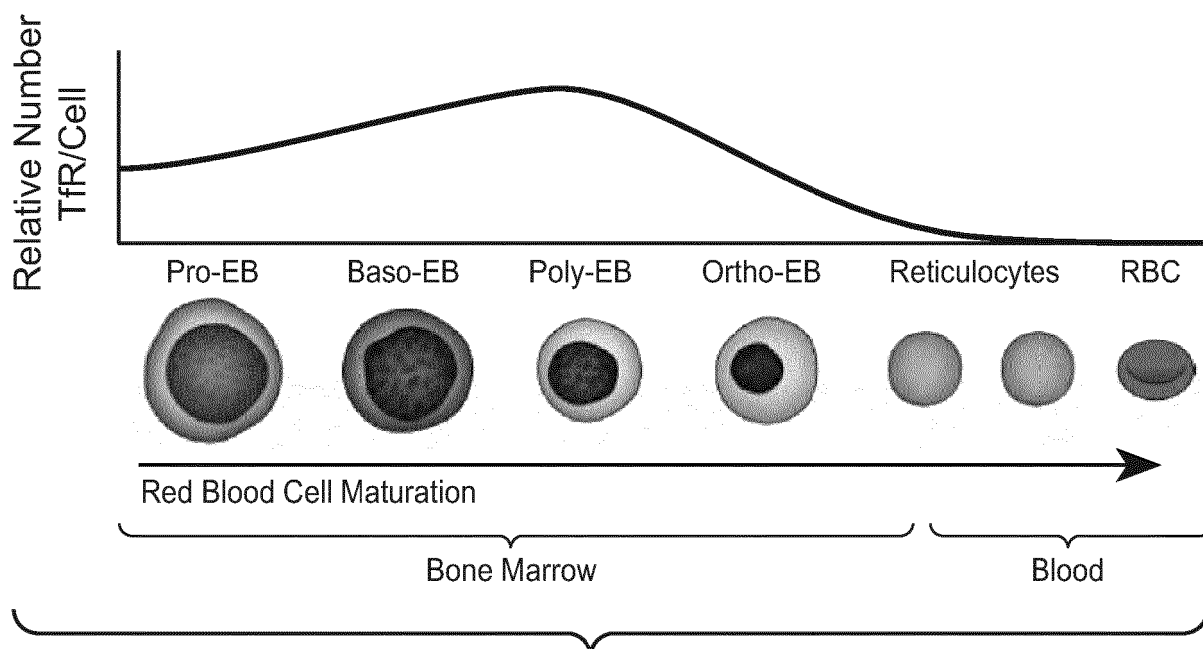 Relative Number
TfR/Cell
Pro-EB Baso-EB Poly-EB Ortho-EB Reticulocytes RBC
Red Blood Cell Maturation
Bone Marrow Blood